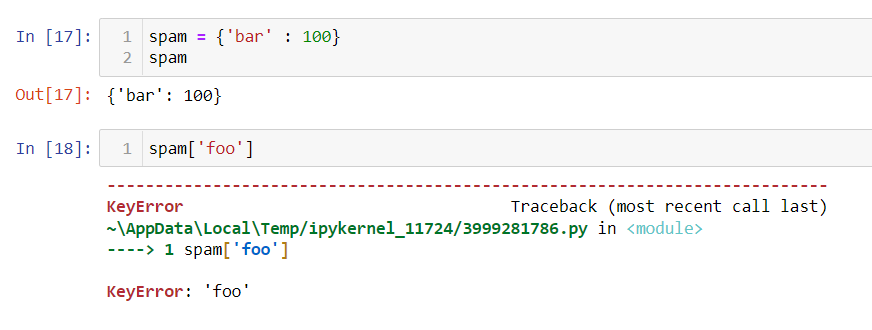 In [17]: 1 spam = {'bar' : 100}
2 spam
Out[17]: {'bar': 100}
In [18]: 1 spam['foo']
---------------------------------------------------------------------------
KeyError Traceback (most recent call last)
~\AppData\Local\Temp/ipykernel_11724/3999281786.py in <module>
----> 1 spam['foo']
KeyError: 'foo'